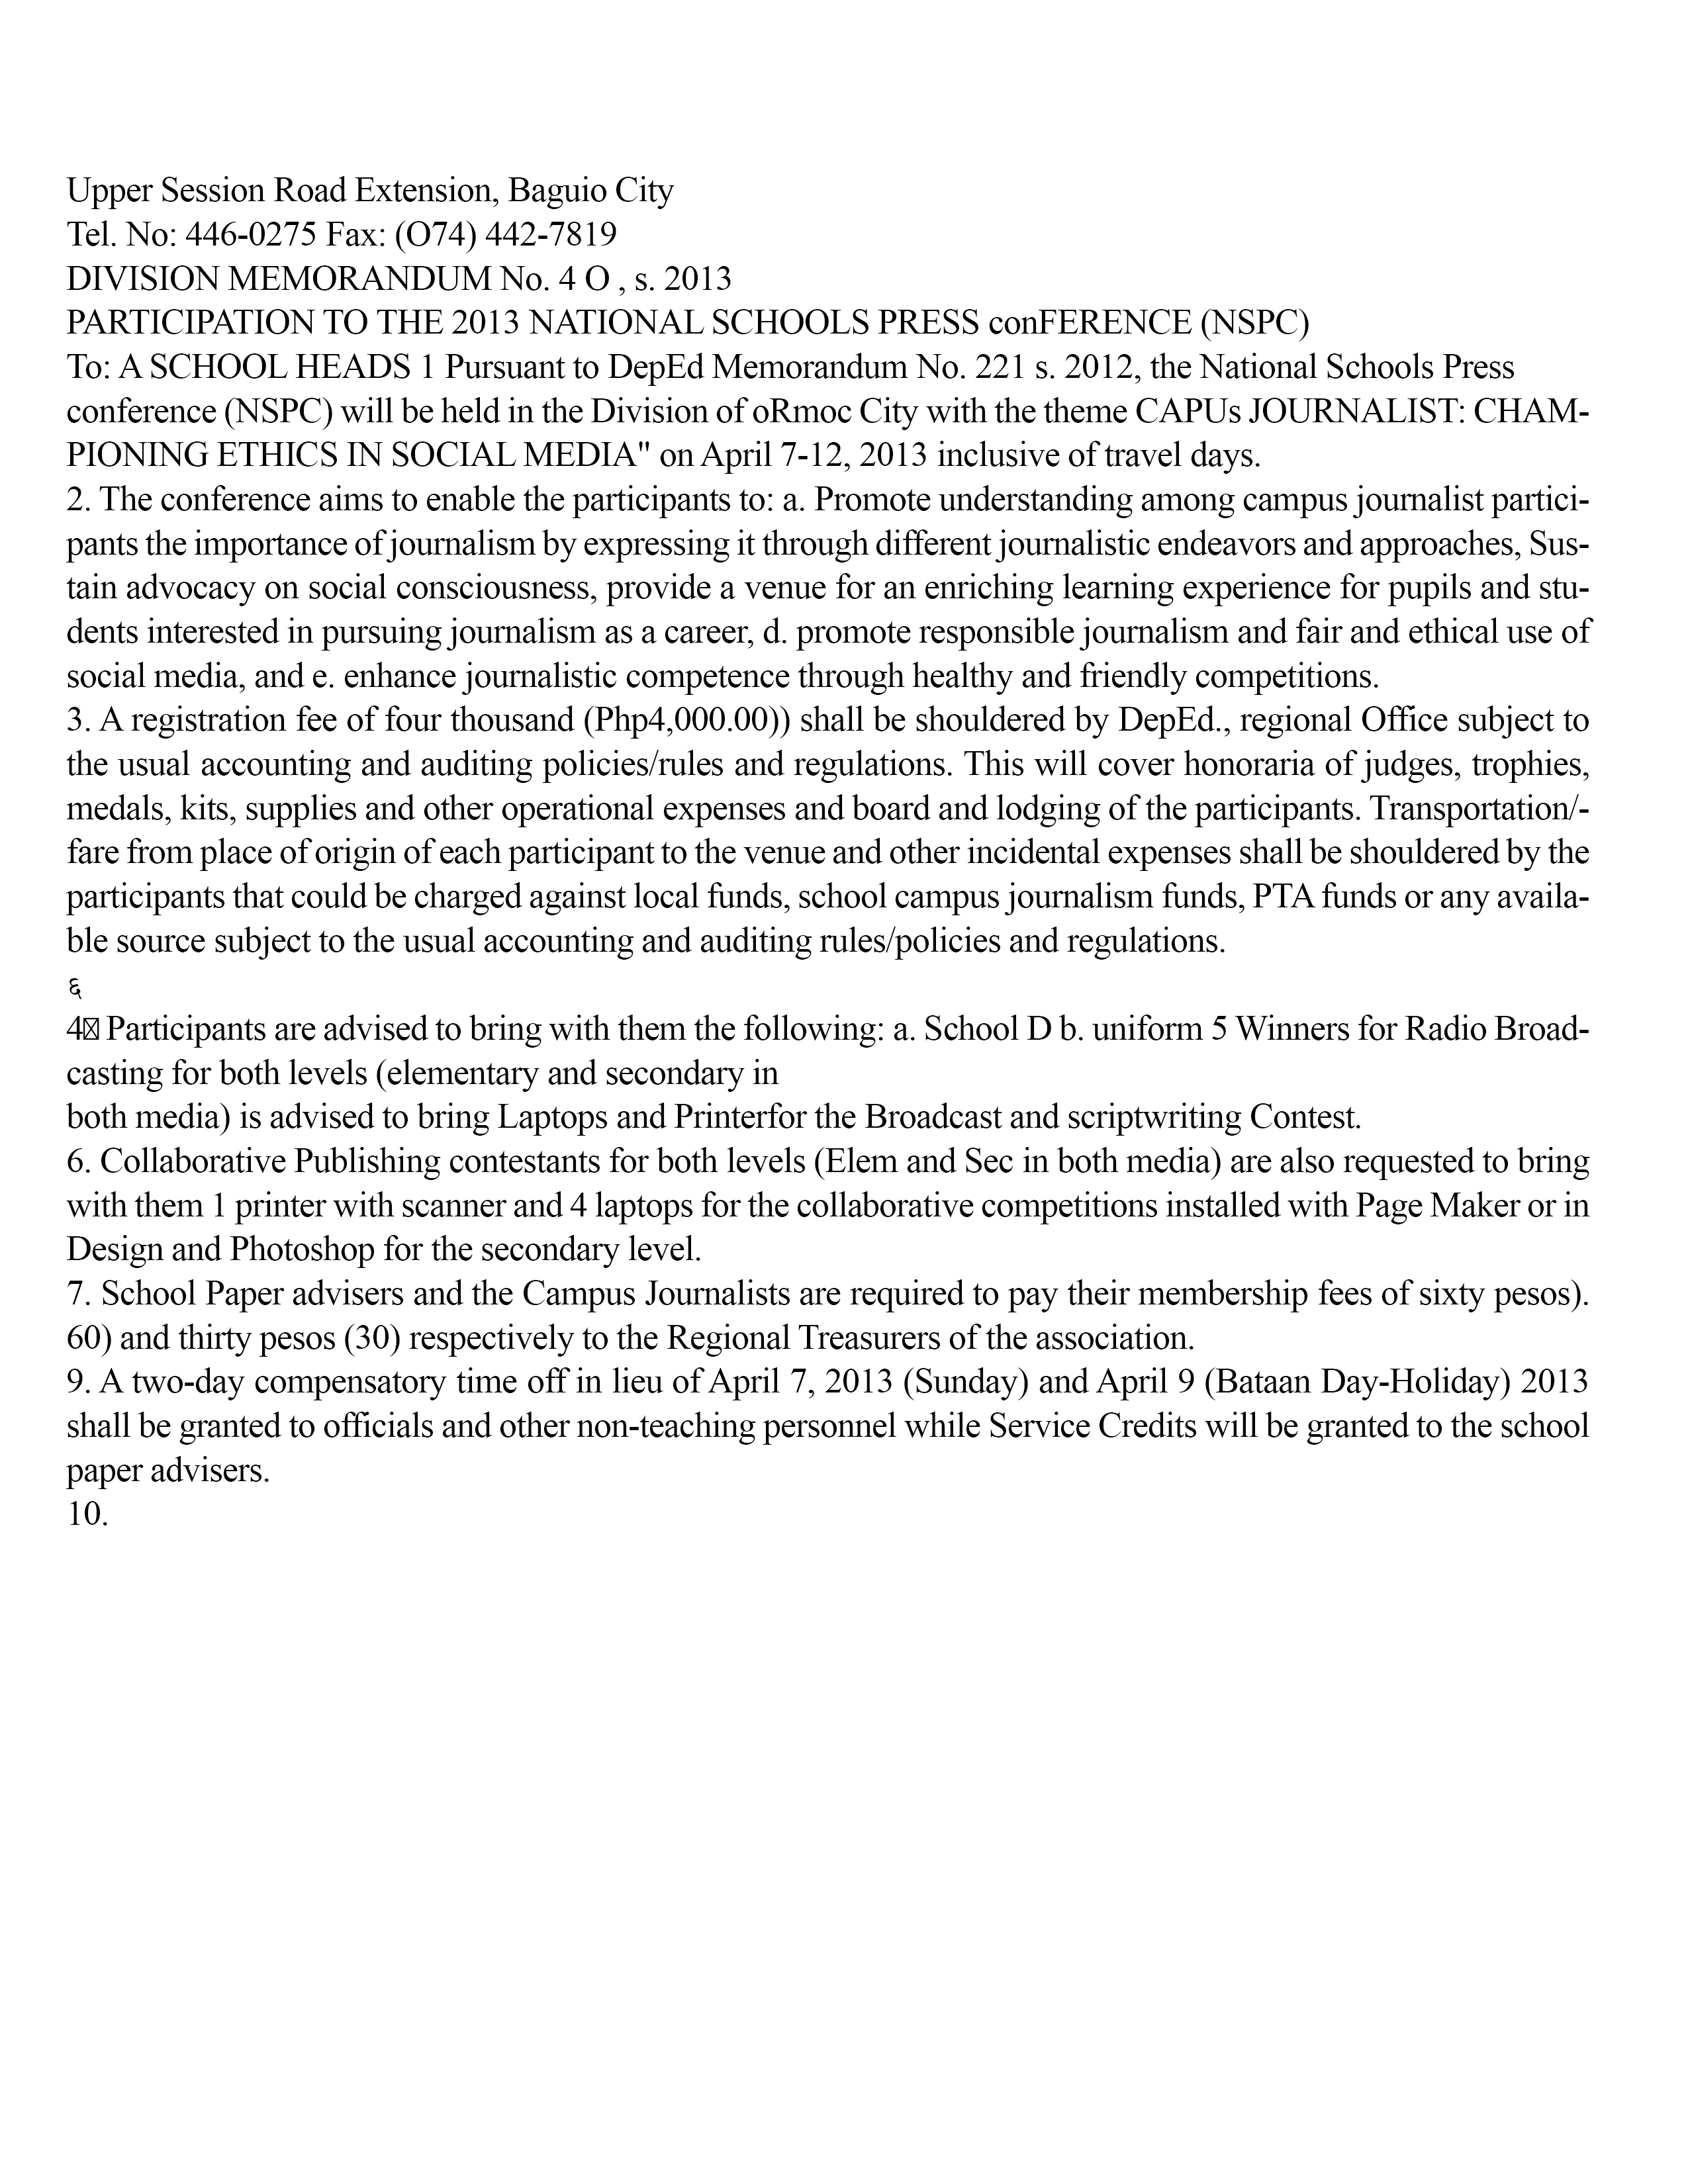 Upper Session Road Extension, Baguio City
Tel. No: 446-0275 Fax: (O74) 442-7819
DIVISION MEMORANDUM No. 4 O , s. 2013
PARTICIPATION TO THE 2013 NATIONAL SCHOOLS PRESS conFERENCE (NSPC)
To: A SCHOOL HEADS 1 Pursuant to DepEd Memorandum No. 221 s. 2012, the National Schools Press
conference (NSPC) will be held in the Division of oRmoc City with the theme CAPUs JOURNALIST: CHAM-
PIONING ETHICS IN SOCIAL MEDIA" on April 7-12, 2013 inclusive of travel days.
2. The conference aims to enable the participants to: a. Promote understanding among campus journalist partici-
pants the importance of journalism by expressing it through different journalistic endeavors and approaches, Sus-
tain advocacy on social consciousness, provide a venue for an enriching learning experience for pupils and stu-
dents interested in pursuing journalism as a career, d. promote responsible journalism and fair and ethical use of
social media, and e. enhance journalistic competence through healthy and friendly competitions.
3. A registration fee of four thousand (Php4,000.00)) shall be shouldered by DepEd., regional Office subject to
the usual accounting and auditing policies/rules and regulations. This will cover honoraria of judges, trophies,
medals, kits, supplies and other operational expenses and board and lodging of the participants. Transportation/-
fare from place of origin of each participant to the venue and other incidental expenses shall be shouldered by the
participants that could be charged against local funds, school campus journalism funds, PTA funds or any availa-
ble source subject to the usual accounting and auditing rules/policies and regulations.
६
4 Participants are advised to bring with them the following: a. School D b. uniform 5 Winners for Radio Broad-
casting for both levels (elementary and secondary in
both media) is advised to bring Laptops and Printerfor the Broadcast and scriptwriting Contest.
6. Collaborative Publishing contestants for both levels (Elem and Sec in both media) are also requested to bring
with them 1 printer with scanner and 4 laptops for the collaborative competitions installed with Page Maker or in
Design and Photoshop for the secondary level.
7. School Paper advisers and the Campus Journalists are required to pay their membership fees of sixty pesos).
60) and thirty pesos (30) respectively to the Regional Treasurers of the association.
9. A two-day compensatory time off in lieu of April 7, 2013 (Sunday) and April 9 (Bataan Day-Holiday) 2013
shall be granted to officials and other non-teaching personnel while Service Credits will be granted to the school
paper advisers.
10.